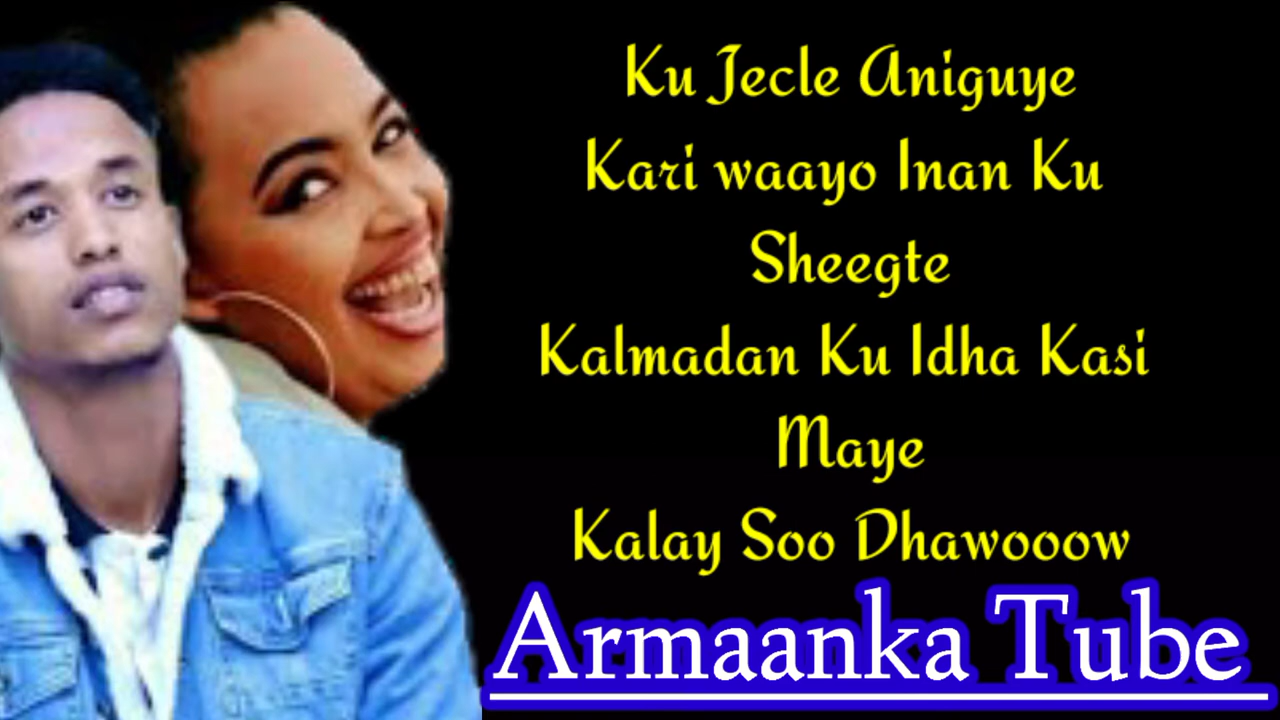 Ku Jecle Aniguye
Kari waayo Inan Ku
Sheegte
Kalmadan Ku Idha Kasi
Maye
Kalay Soo Dhawooow
Armaanka Tube